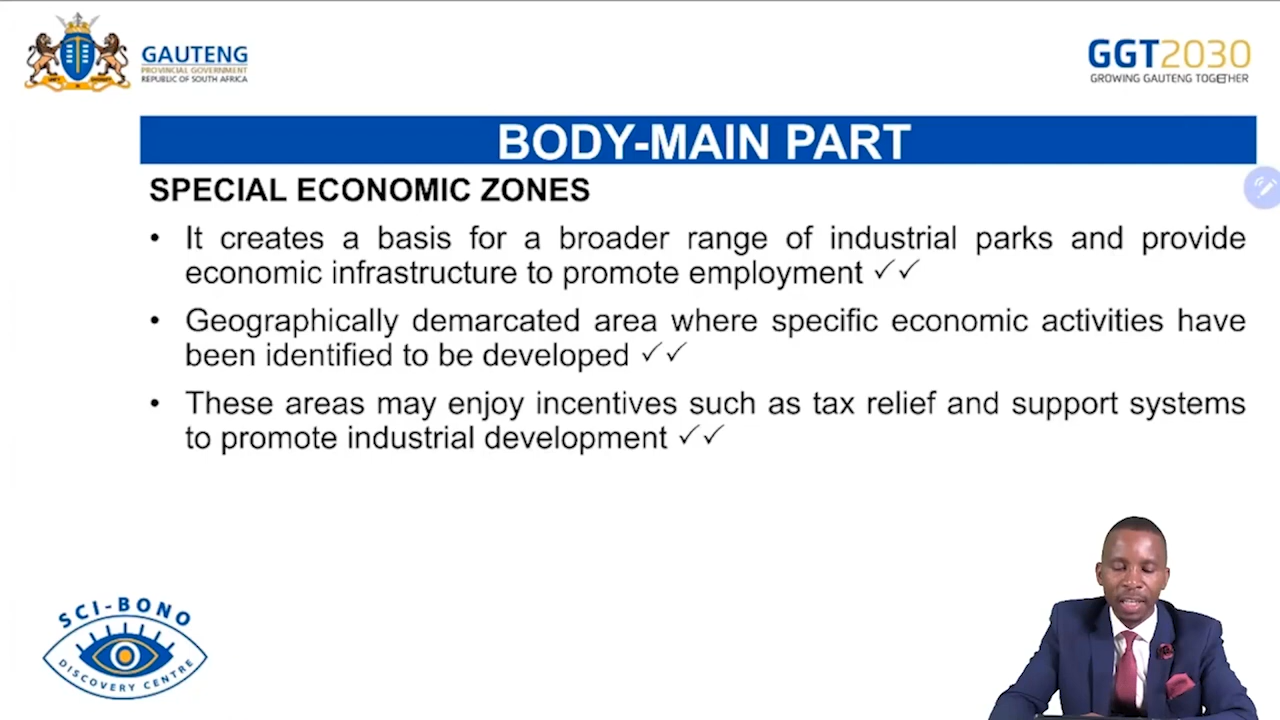 GAUTENG
PROVINCIAL GOVERNMENT
REPUBLIC OF SOUTH AFRICA
GGT2030
GROWING GAUTENG TOGETHER
BODY-MAIN PART
SPECIAL ECONOMIC ZONES
• It creates a basis for a broader range of industrial parks and provide
economic infrastructure to promote employment ✓✓
• Geographically demarcated area where specific economic activities have
been identified to be developed ✓✓
• These areas may enjoy incentives such as tax relief and support systems
to promote industrial development ✓✓
SCI-BONO
DISCOVERY CENTRE